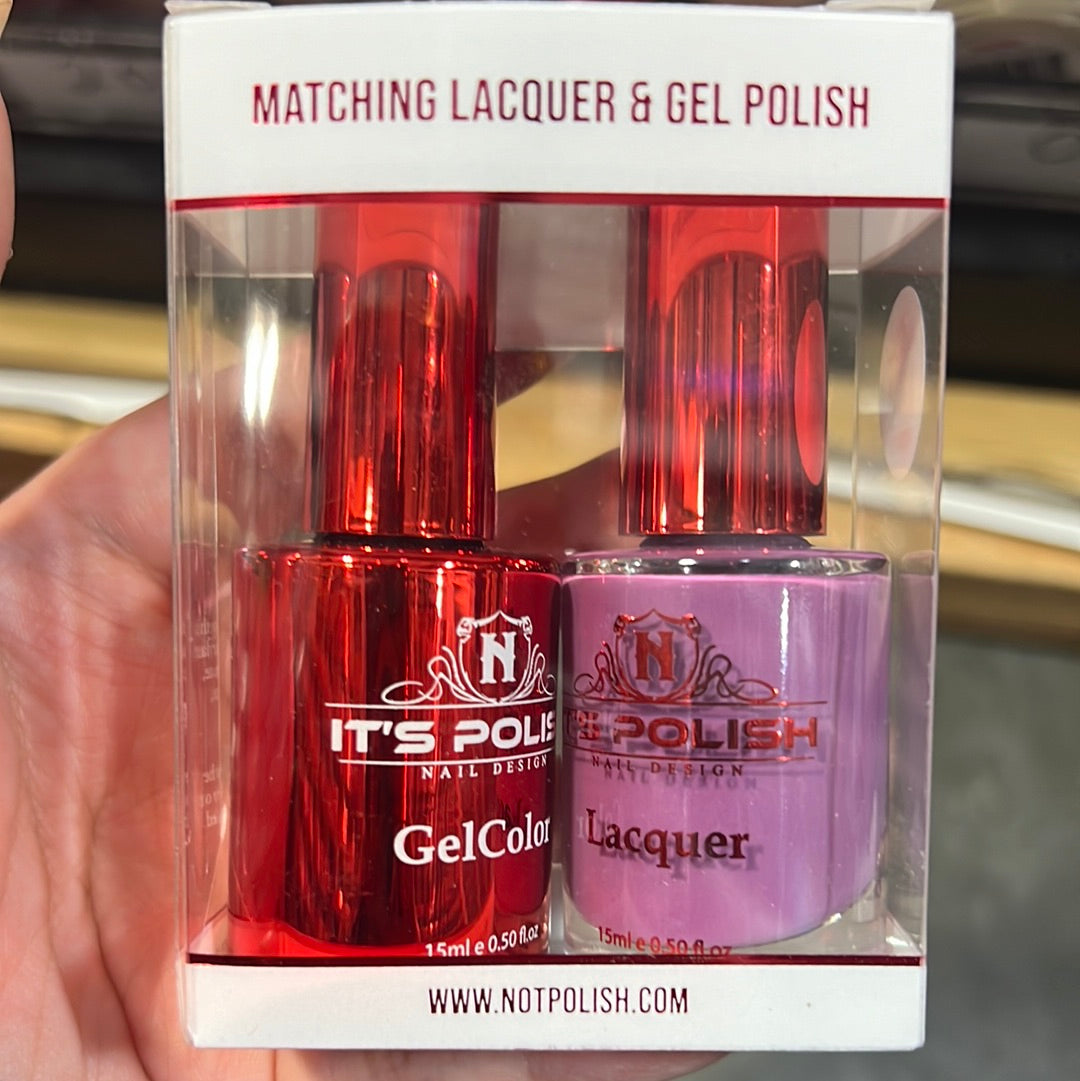 MATCHING LACQUER & GEL POLISH
N
IT'S POLIS
NAIL DESIGN
GelColor
15ml e 0.50 fl.oz
N
T'S POLISH
NAIL DESIGN
Lacquer
15ml e 0.50 fl.oz
WWW.NOTPOLISH.COM